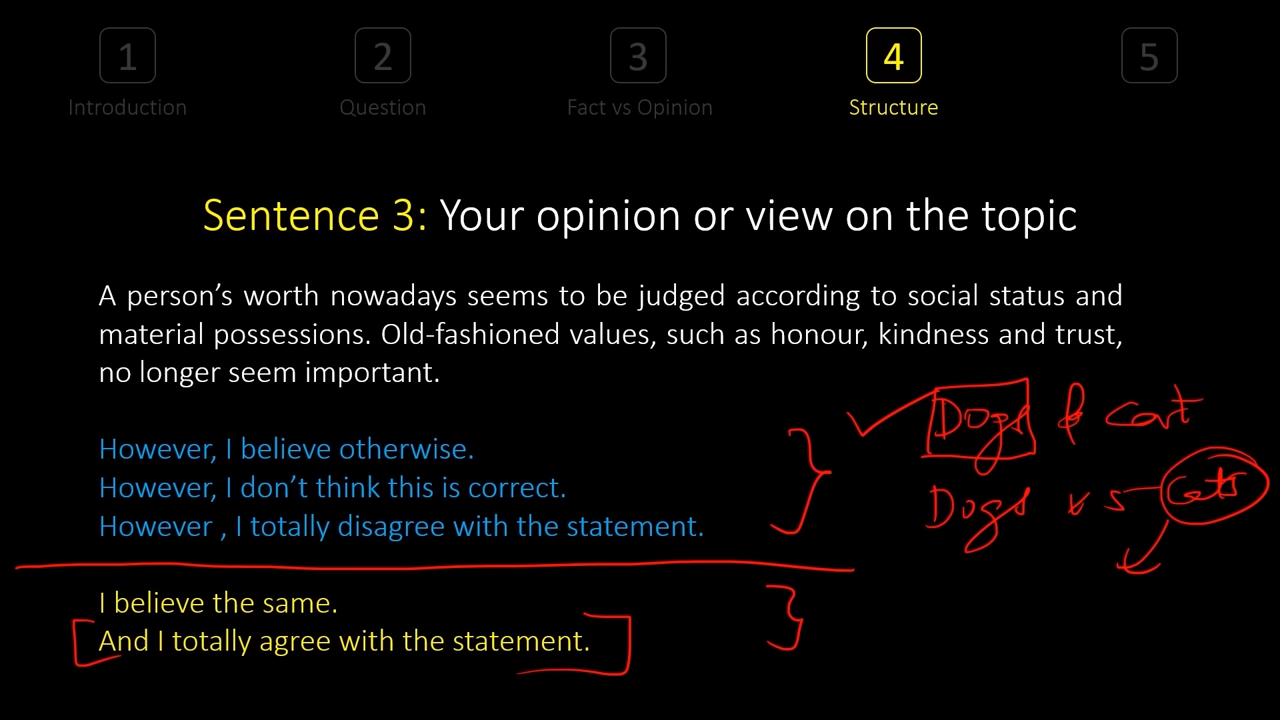 1 2 3 4 5
Introduction Question Fact vs Opinion Structure
Sentence 3: Your opinion or view on the topic
A person’s worth nowadays seems to be judged according to social status and
material possessions. Old-fashioned values, such as honour, kindness and trust,
no longer seem important.
However, I believe otherwise.
However, I don’t think this is correct.
However , I totally disagree with the statement.
I believe the same.
And I totally agree with the statement.
Dogs & Cat
Dogs vs Cats